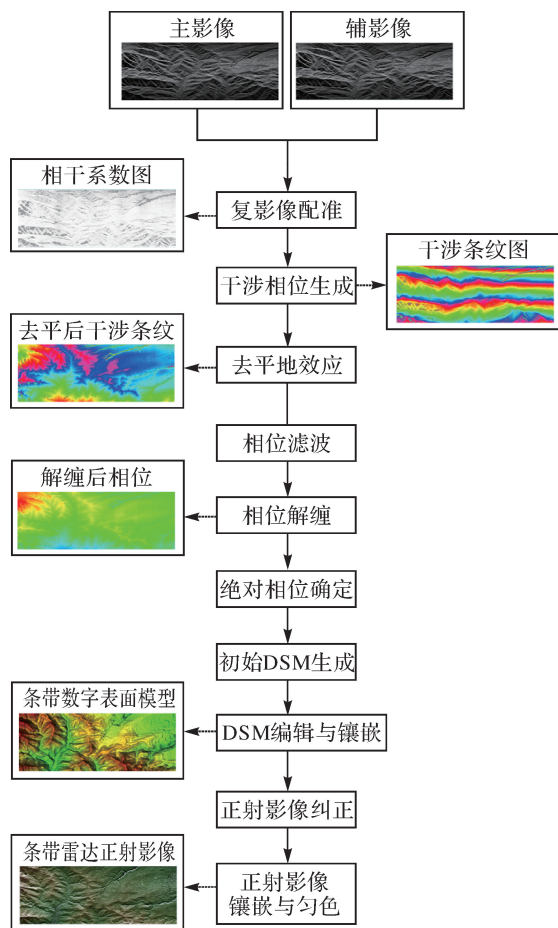 主影像
辅影像
相干系数图
复影像配准
干涉条纹图
干涉相位生成
去平后干涉条纹
去平地效应
相位滤波
解缠后相位
相位解缠
绝对相位确定
初始DSM生成
条带数字表面模型
DSM编辑与镶嵌
正射影像纠正
条带雷达正射影像
正射影像
镶嵌与匀色